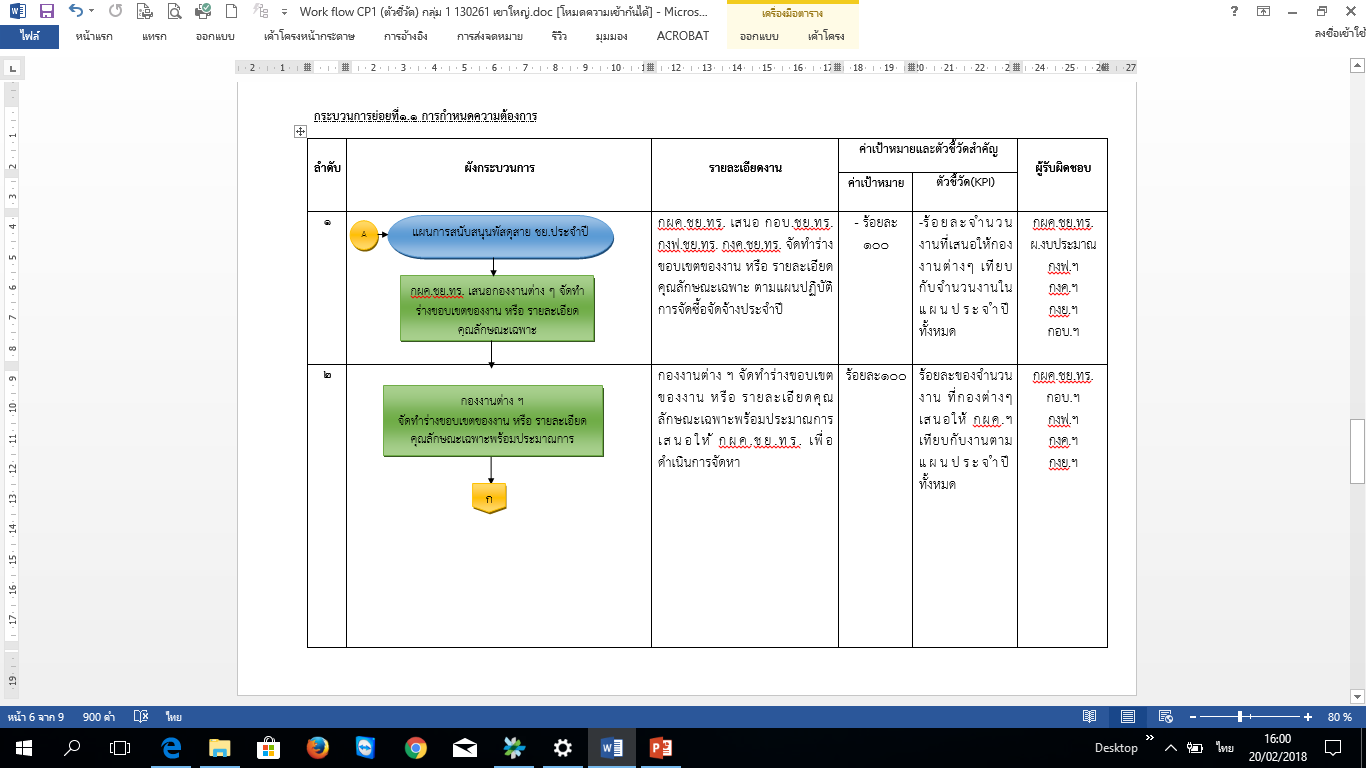 Work flow CP1 (ตัวชี้วัด) กลุ่ม 1 130261 เขาใหญ่.doc [โหมดความเข้ากันได้] - Micros...
เครื่องมือตาราง
ไฟล์ หน้าแรก แทรก ออกแบบ เค้าโครงหน้ากระดาษ การอ้างอิง การส่งจดหมาย รีวิว มุมมอง ACROBAT ออกแบบ เค้าโครง ลงชื่อเข้าใช้
กระบวนการย่อยที่๑.๑ การกำหนดความต้องการ
ลำดับ ผังกระบวนการ รายละเอียดงาน ค่าเป้าหมายและตัวชี้วัดสำคัญ ผู้รับผิดชอบ
ค่าเป้าหมาย ตัวชี้วัด(KPI)
๑
A
แผนการสนับสนุนพัสดุสาย ชย.ประจำปี
กผค.ชย.ทร. เสนอกองงานต่าง ๆ จัดทำ
ร่างขอบเขตของงาน หรือ รายละเอียด
คุณลักษณะเฉพาะ
กผค.ชย.ทร. เสนอ กอบ.ชย.ทร.
กงฟ.ชย.ทร. กงค.ชย.ทร. จัดทำร่าง
ขอบเขตของงาน หรือ รายละเอียด
คุณลักษณะเฉพาะ ตามแผนปฏิบัติ
การจัดซื้อจัดจ้างประจำปี
- ร้อยละ
๑๐๐
-ร้อยละจำนวน
งานที่เสนอให้กอง
งานต่างๆ เทียบ
กับจำนวนงานใน
แผนประจำปี
ทั้งหมด
กผค.ชย.ทร.
ผ.งบประมาณ
กงฟ.ฯ
กงค.ฯ
กงย.ฯ
กอบ.ฯ
๒
กองงานต่าง ฯ
จัดทำร่างขอบเขตของงาน หรือ รายละเอียด
คุณลักษณะเฉพาะพร้อมประมาณการ
ก
กองงานต่าง ฯ จัดทำร่างขอบเขต
ของงาน หรือ รายละเอียดคุณ
ลักษณะเฉพาะพร้อมประมาณการ
เสนอให้ กผค.ชย.ทร. เพื่อ
ดำเนินการจัดหา
ร้อยละ๑๐๐
ร้อยละของจำนวน
งาน ที่กองต่างๆ
เสนอให้ กผค.ฯ
เทียบกับงานตาม
แผนประจำปี
ทั้งหมด
กผค.ชย.ทร.
กอบ.ฯ
กงฟ.ฯ
กงค.ฯ
กงย.ฯ
หน้า 6 จาก 9 900 คำ ไทย 80 %
Desktop ไทย 16:00
20/02/2018